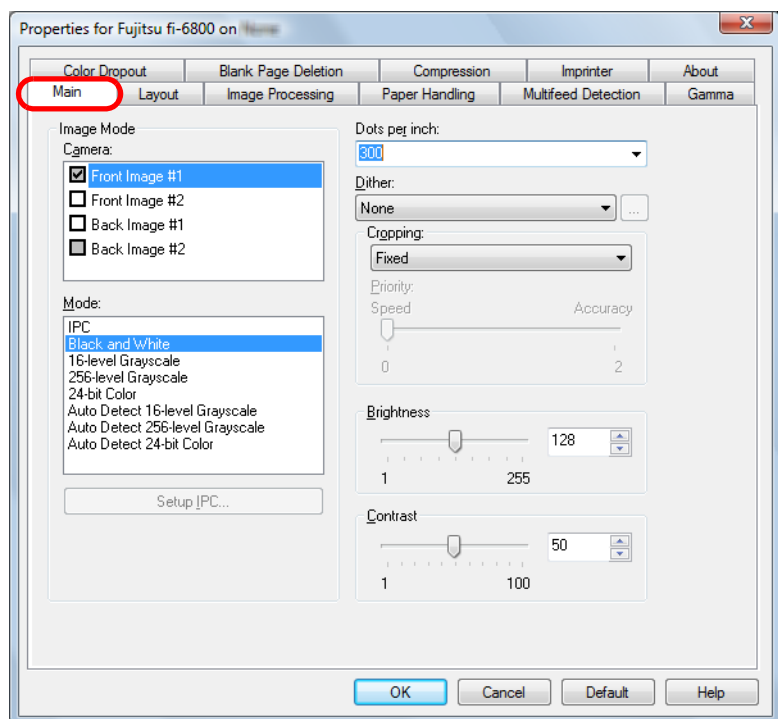 Properties for Fujitsu fi-6800 on
Color Dropout Blank Page Deletion Compression Imprinter About
Main Layout Image Processing Paper Handling Multifeed Detection Gamma
Image Mode
Camera:
Front Image #1
Front Image #2
Back Image #1
Back Image #2
Mode:
IPC
Black and White
16-level Grayscale
256-level Grayscale
24-bit Color
Auto Detect 16-level Grayscale
Auto Detect 256-level Grayscale
Auto Detect 24-bit Color
Setup IPC...
Dots per inch:
300
Dither:
None ...
Cropping:
Fixed
Priority:
Speed Accuracy
0 2
Brightness
128
1 255
Contrast
50
1 100
OK Cancel Default Help